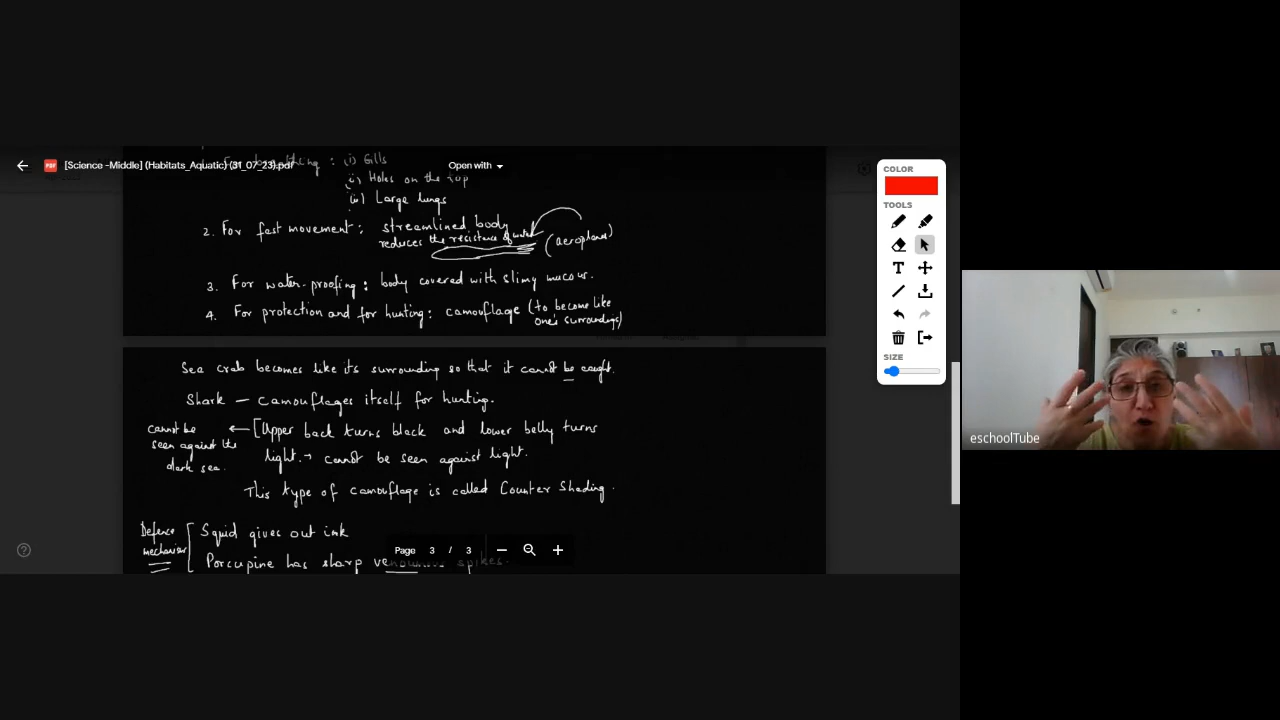 [Science -Middle] (Habitats_Aquatic) (31_07_23).pdf
Open with
(i) Gills
(ii) Holes on the top
(iii) Large lungs
2. For fast movement : streamlined body
reduces the resistance of water
(aeroplanes)
3. For water-proofing : body covered with slimy mucous.
4. For protection and for hunting : camouflage (to become like
one's surroundings)
Sea crab becomes like its surrounding so that it cannot be caught.
Shark — camouflages itself for hunting.
cannot be
seen against the
dark sea.
[Upper back turns black and lower belly turns
light. → cannot be seen against light.
This type of camouflage is called Counter Shading.
Defence
mechanism
Squid gives out ink
Porcupine has sharp venomous spikes.
Page 3 / 3
COLOR
TOOLS
T
SIZE
eschoolTube